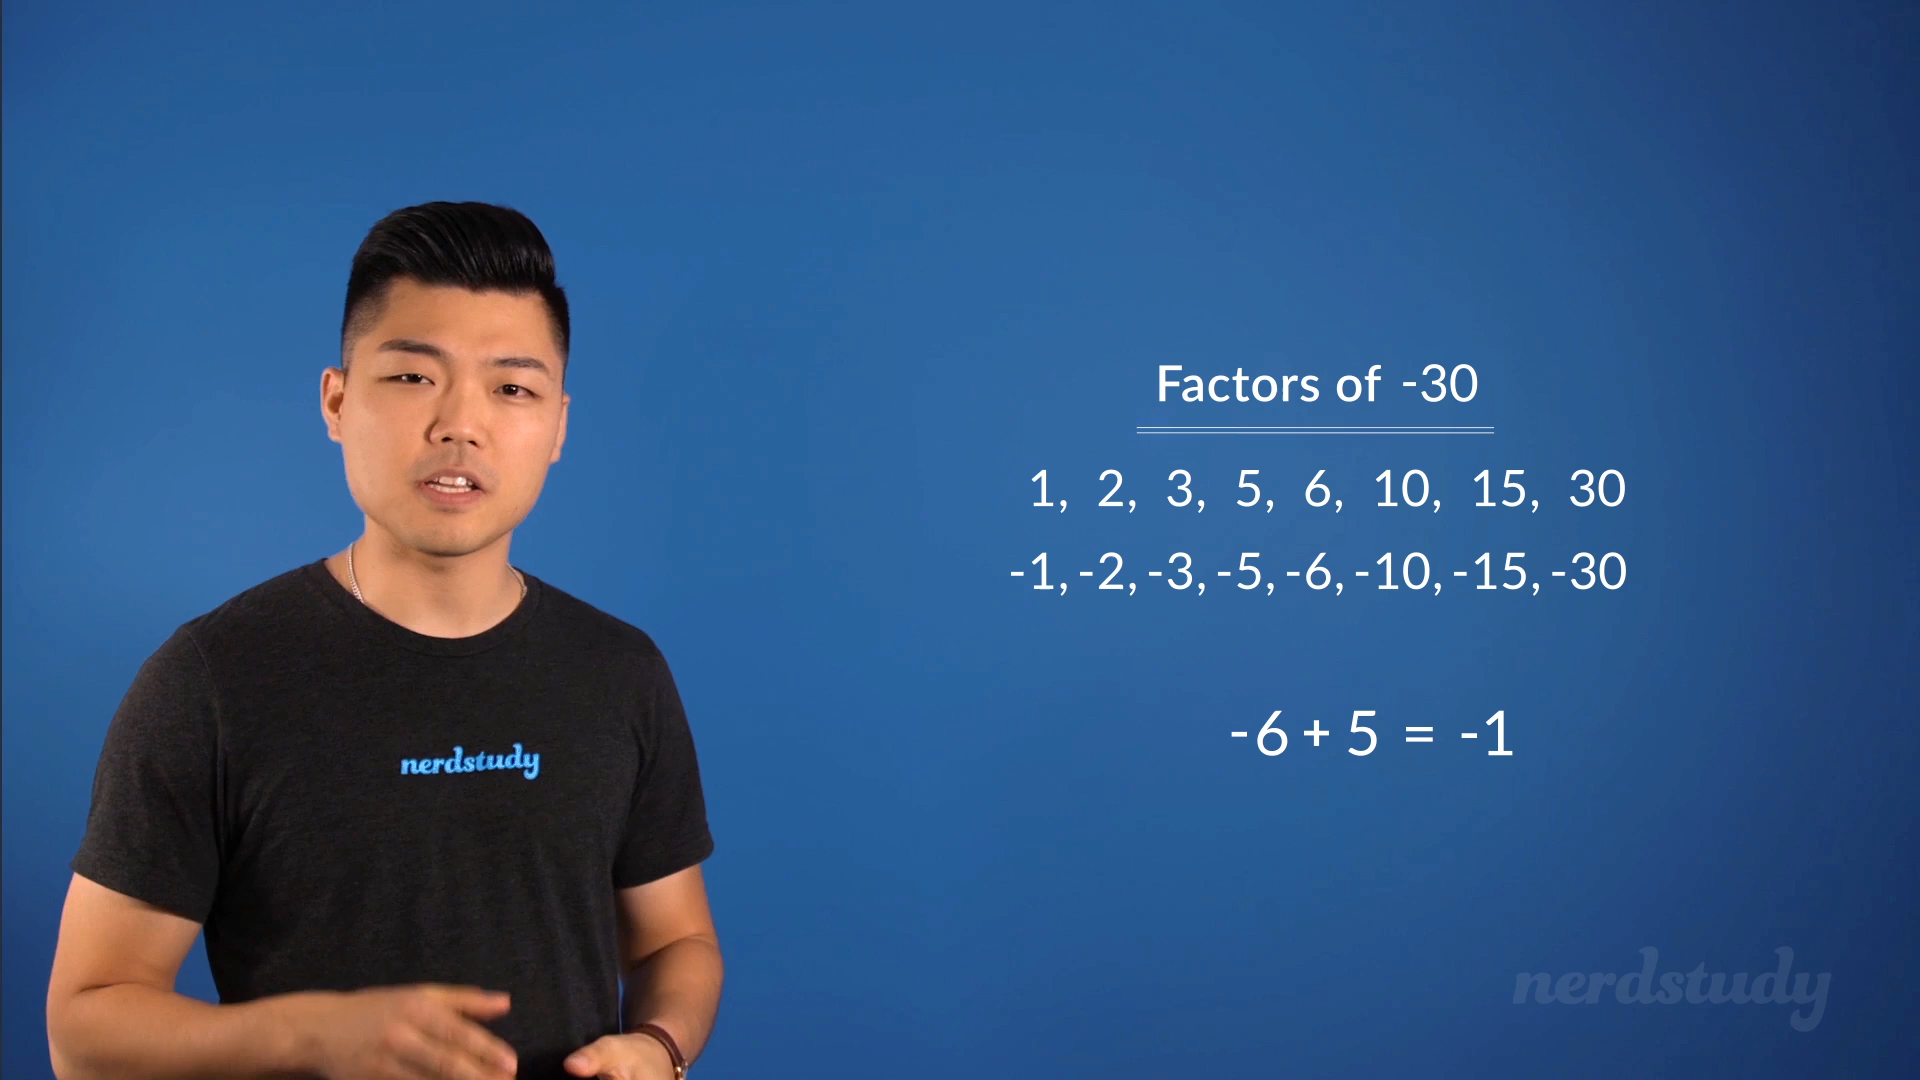 Factors of -30
1, 2, 3, 5, 6, 10, 15, 30
-1, -2, -3, -5, -6, -10, -15, -30
-6 + 5 = -1
nerdstudy
nerdstudy